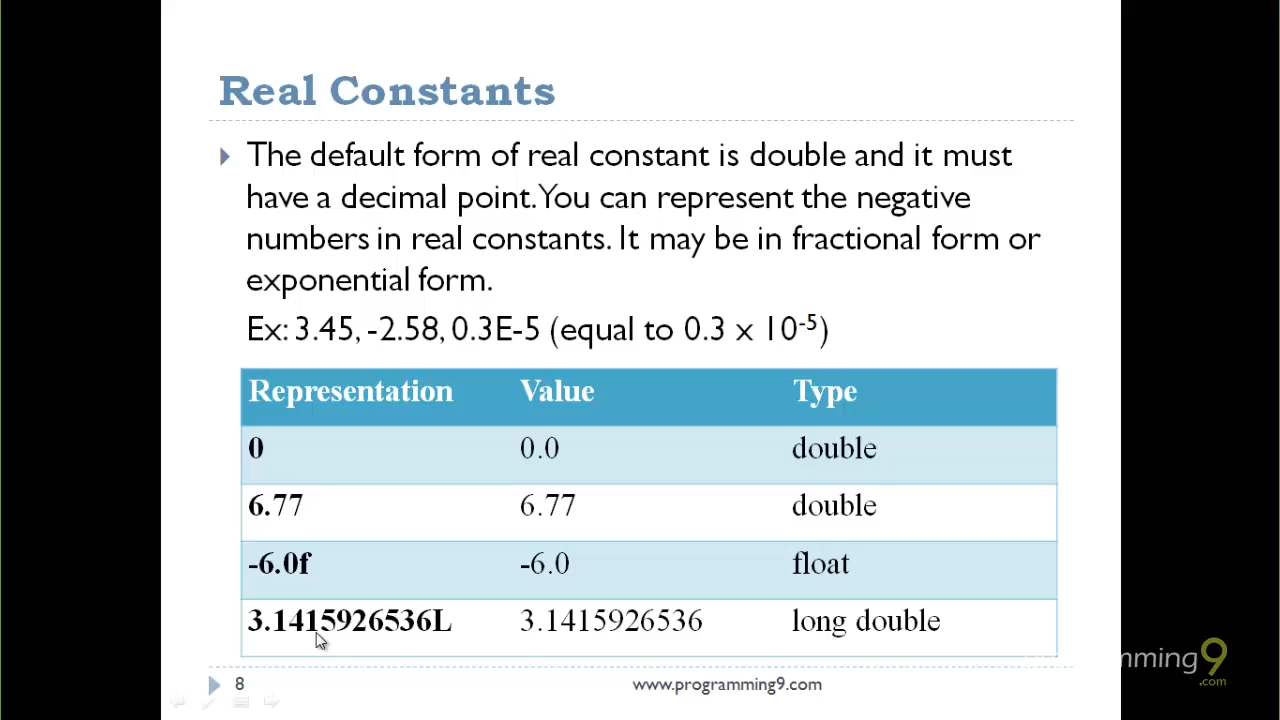 Real Constants
The default form of real constant is double and it must
have a decimal point. You can represent the negative
numbers in real constants. It may be in fractional form or
exponential form.
Ex: 3.45, -2.58, 0.3E-5 (equal to 0.3 x 10⁻⁵)
Representation Value Type
0 0.0 double
6.77 6.77 double
-6.0f -6.0 float
3.1415926536L 3.1415926536 long double
8 www.programming9.com
mming9
.com